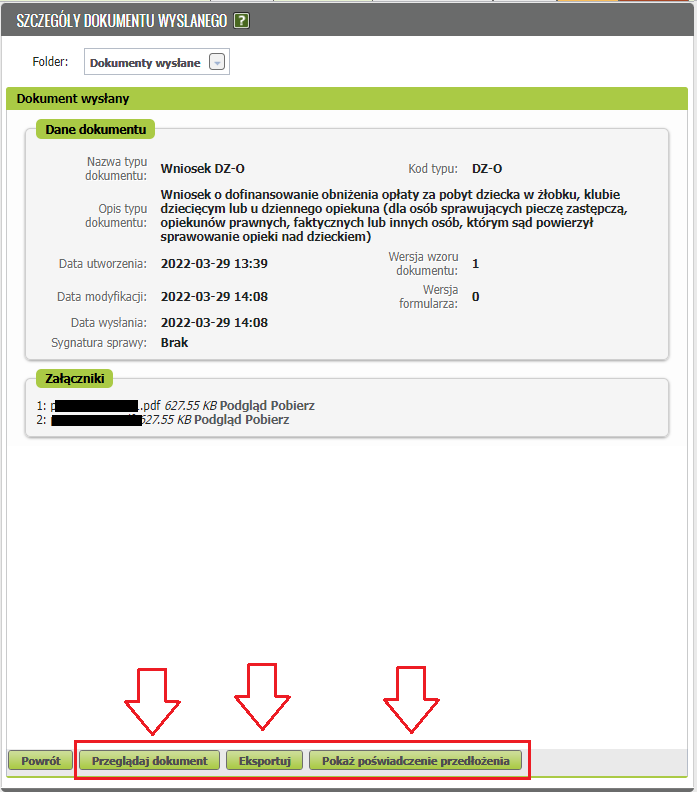 SZCZEGÓŁY DOKUMENTU WYSŁANEGO ?
Folder: Dokumenty wysłane
Dokument wysłany
Dane dokumentu
Nazwa typu dokumentu: Wniosek DZ-O Kod typu: DZ-O
Opis typu dokumentu: Wniosek o dofinansowanie obniżenia opłaty za pobyt dziecka w żłobku, klubie
dziecięcym lub u dziennego opiekuna (dla osób sprawujących pieczę zastępczą,
opiekunów prawnych, faktycznych lub innych osób, którym sąd powierzył
sprawowanie opieki nad dzieckiem)
Data utworzenia: 2022-03-29 13:39 Wersja wzoru dokumentu: 1
Data modyfikacji: 2022-03-29 14:08 Wersja formularza: 0
Data wysłania: 2022-03-29 14:08
Sygnatura sprawy: Brak
Załączniki
1: .pdf 627.55 KB Podgląd Pobierz
2: 627.55 KB Podgląd Pobierz
Powrót Przeglądaj dokument Eksportuj Pokaż poświadczenie przedłożenia